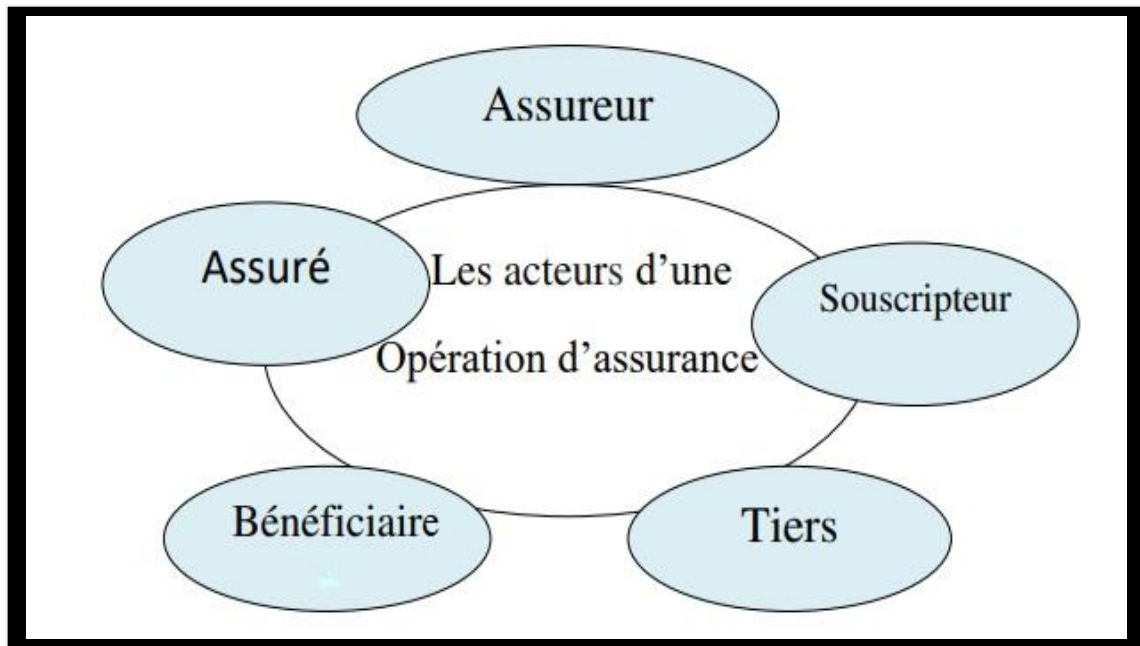 Assureur
Assuré
Les acteurs d’une
Souscripteur
Opération d’assurance
Bénéficiaire
Tiers